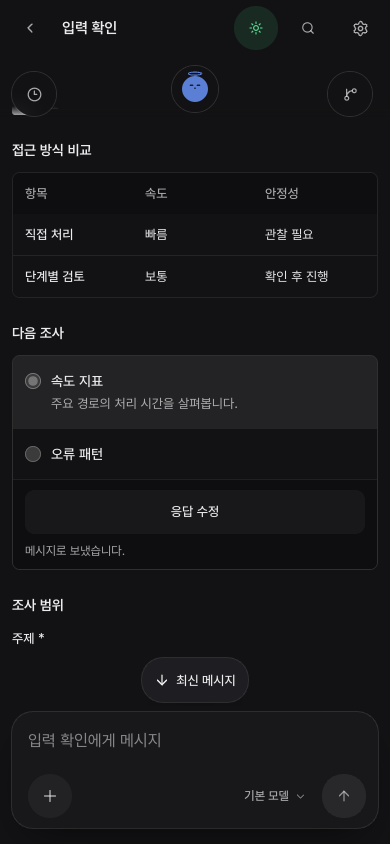 입력 확인
접근 방식 비교
항목 속도 안정성
직접 처리 빠름 관찰 필요
단계별 검토 보통 확인 후 진행
다음 조사
속도 지표
주요 경로의 처리 시간을 살펴봅니다.
오류 패턴
응답 수정
메시지로 보냈습니다.
조사 범위
주제 *
최신 메시지
입력 확인에게 메시지
기본 모델